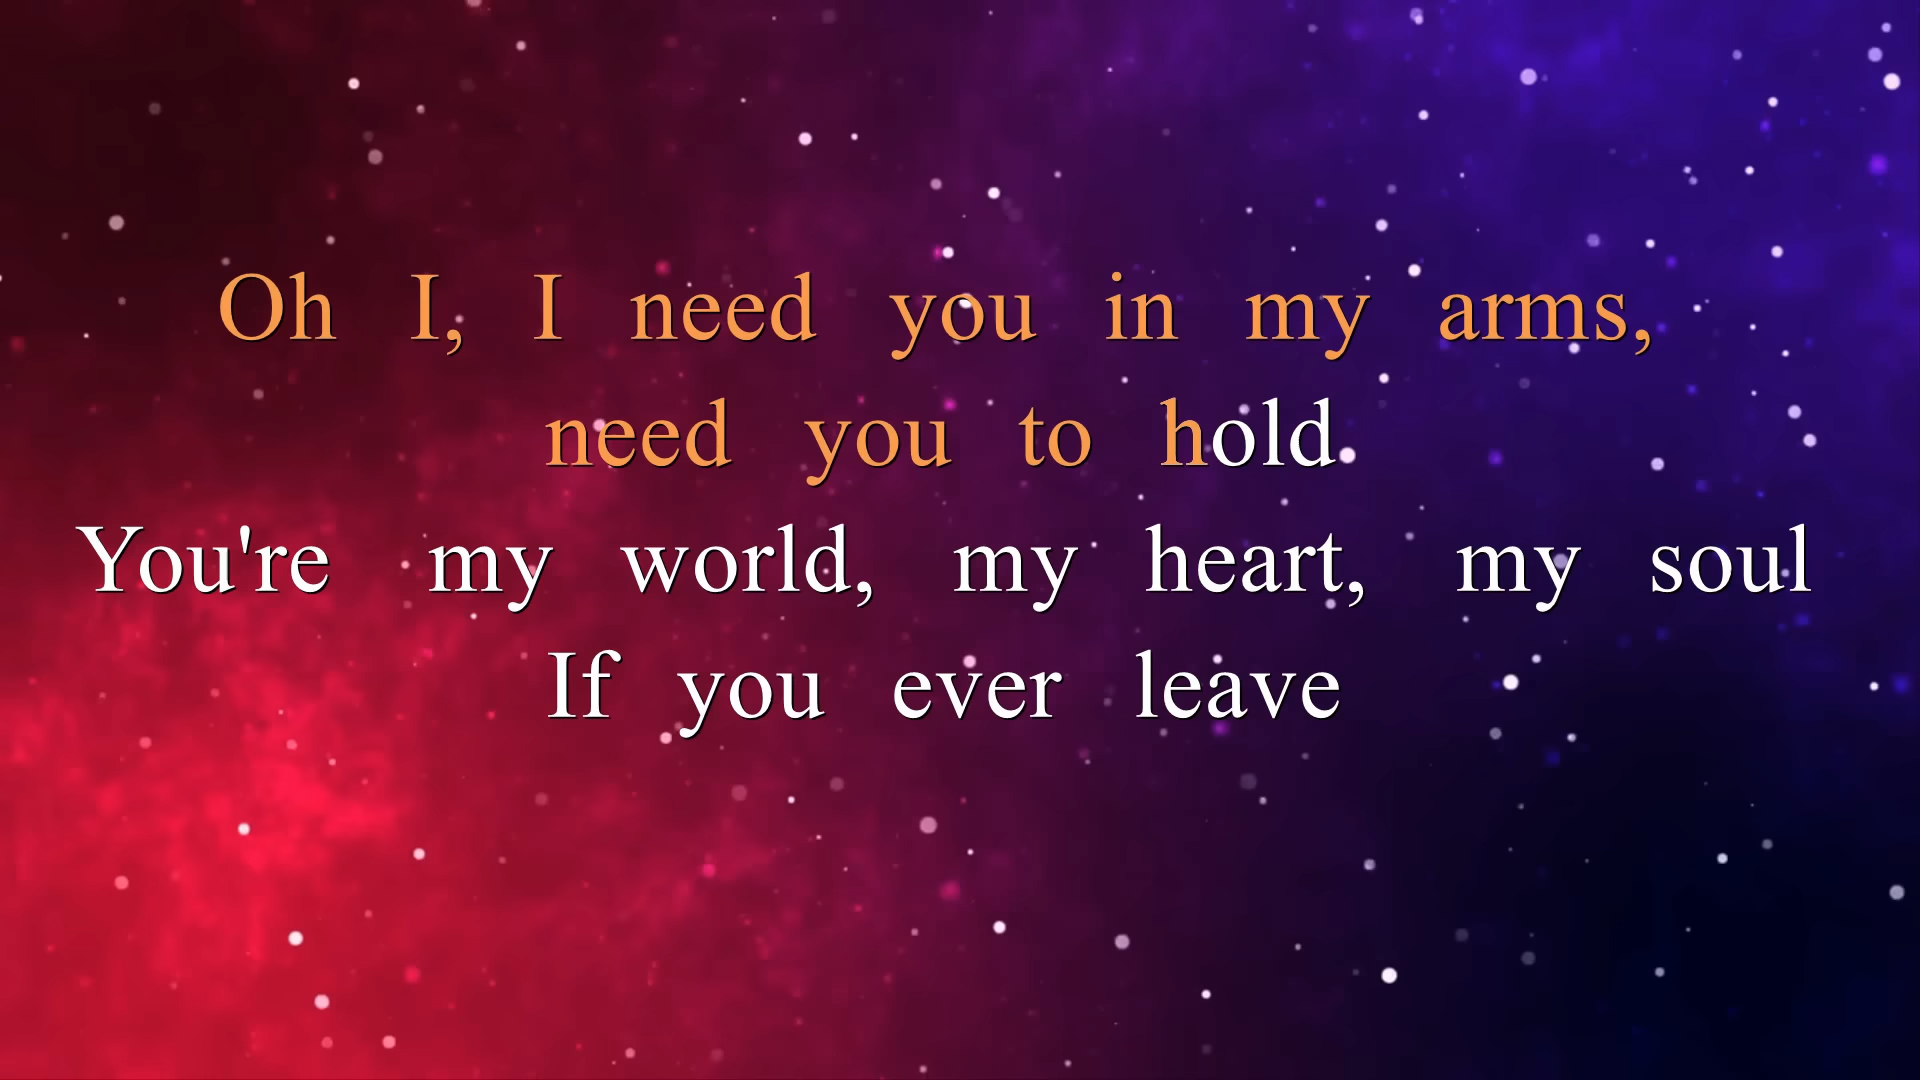 Oh I, I need you in my arms,
need you to hold
You're my world, my heart, my soul
If you ever leave